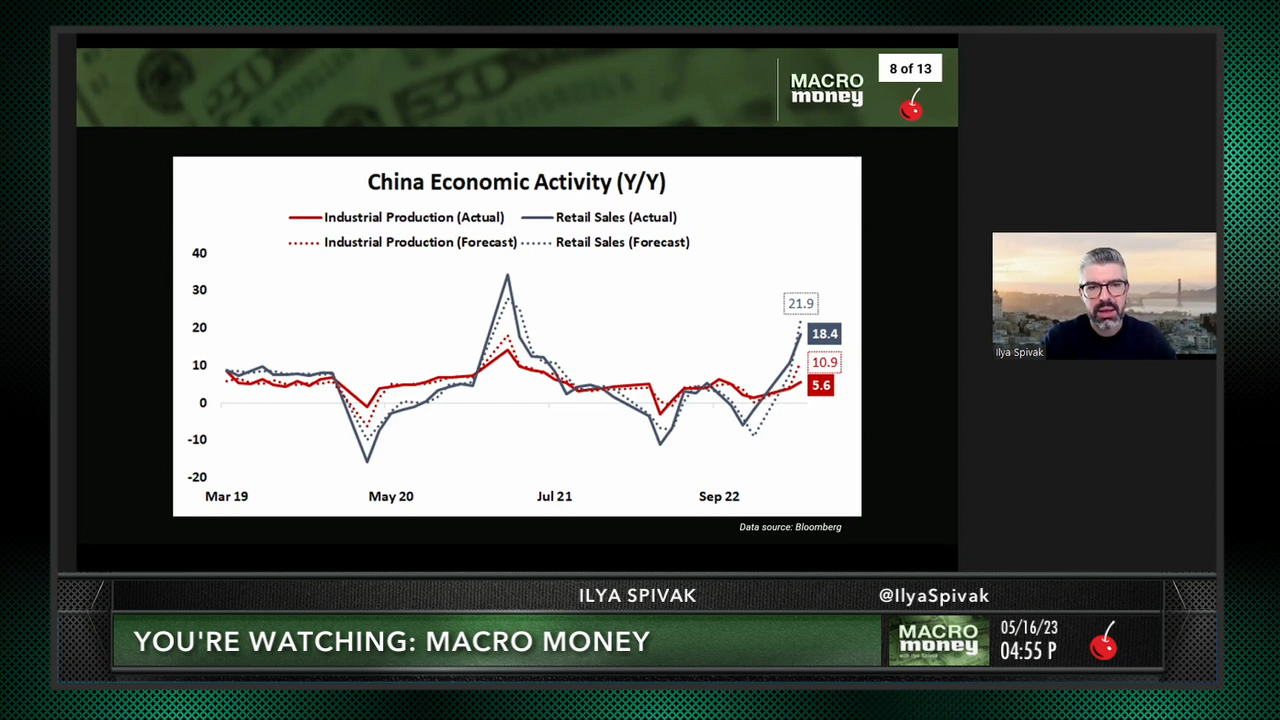 MACRO
money
8 of 13
China Economic Activity (Y/Y)
Industrial Production (Actual)
Retail Sales (Actual)
Industrial Production (Forecast)
Retail Sales (Forecast)
40
30
20
10
0
-10
-20
21.9
18.4
10.9
5.6
Mar 19
May 20
Jul 21
Sep 22
Data source: Bloomberg
Ilya Spivak
ILYA SPIVAK
@IlyaSpivak
YOU'RE WATCHING: MACRO MONEY
MACRO
money
with Ilya Spivak
05/16/23
04:55 P